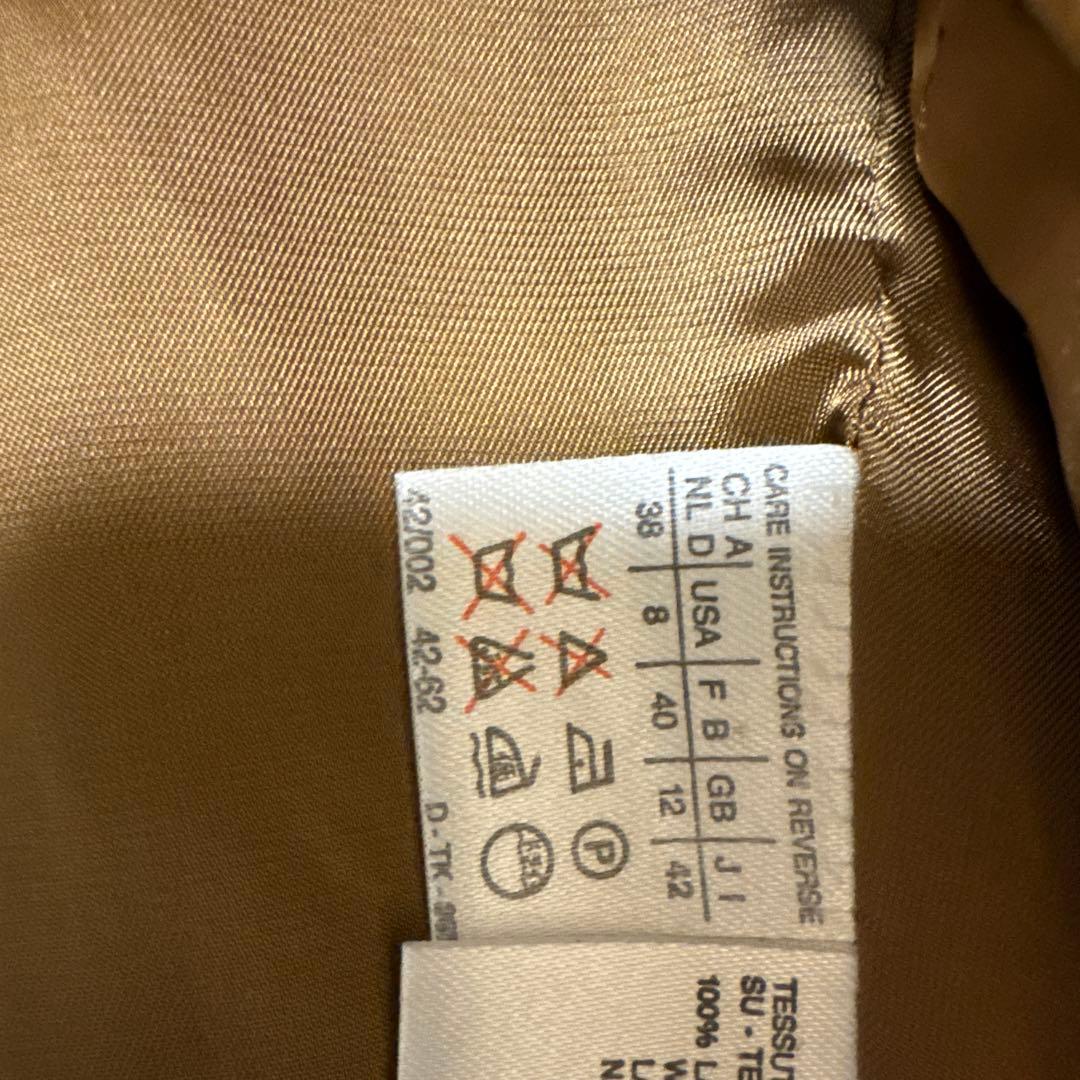 CARE INSTRUCTIONS ON REVERSE
CH A
NL D USA F B GB J I
38 8 40 12 42
P
42/002 42-62 D-TK-
TESSUT
SU - TE
100% L
W
L
N